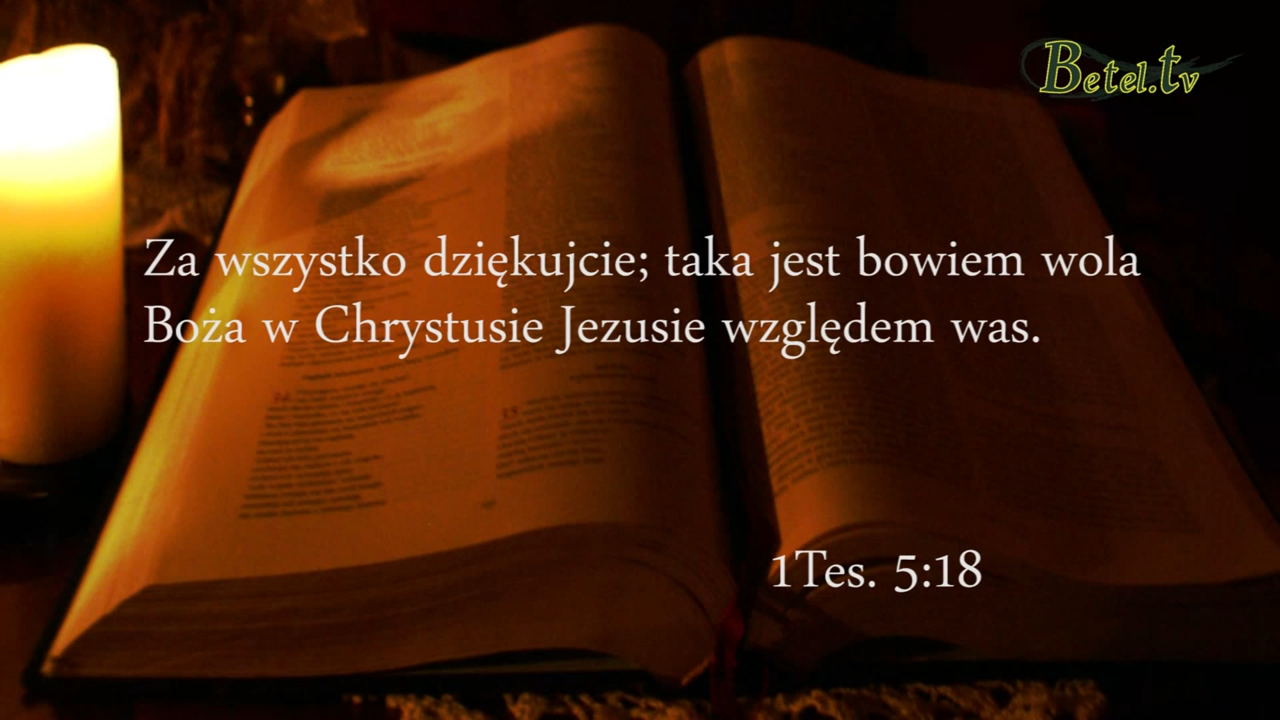 Betel.tv
Za wszystko dziękujcie; taka jest bowiem wola
Boża w Chrystusie Jezusie względem was.
1Tes. 5:18